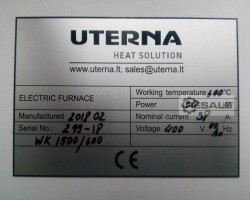 UTERNA
HEAT SOLUTION
www.uterna.lt, sales@uterna.lt
ELECTRIC FURNACE
Working temperature 600°C
Power
Manufactured 2018 02
Nominal current 58 A
Serial No.: 299-18
Voltage 400 V
WK 1500/600
CE